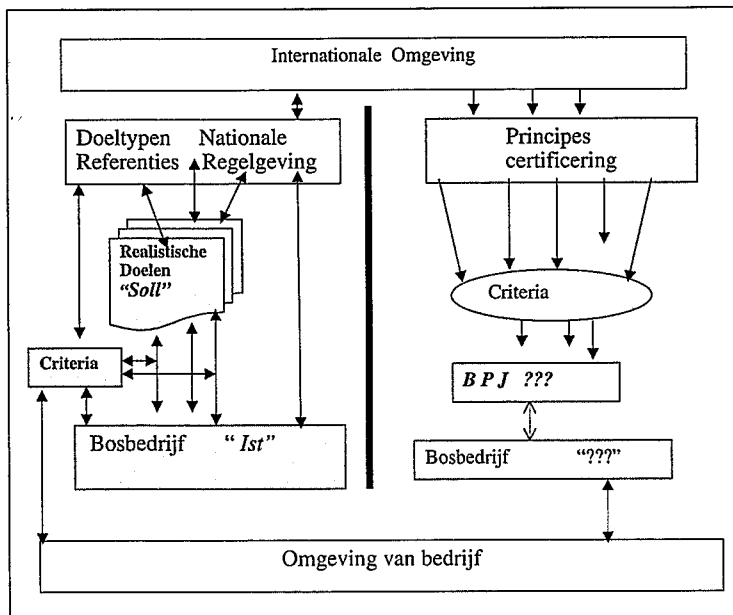 Internationale Omgeving
Doeltypen Nationale
Referenties Regelgeving
Realistische
Doelen
“Soll”
Criteria
Bosbedrijf “ Ist”
Principes
certificering
Criteria
B P J ???
Bosbedrijf “???”
Omgeving van bedrijf